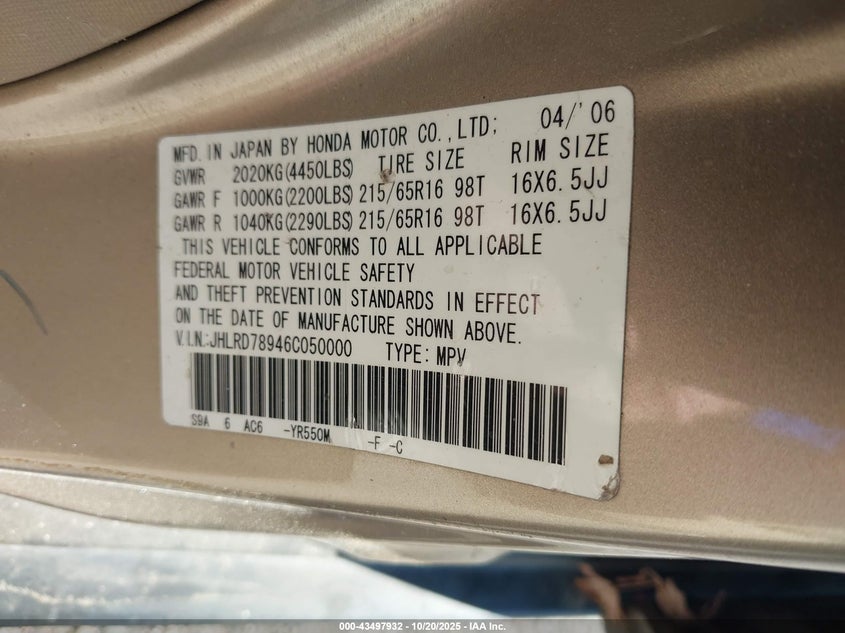 MFD. IN JAPAN BY HONDA MOTOR CO., LTD; 04/'06
GVWR 2020KG(4450LBS) TIRE SIZE RIM SIZE
GAWR F 1000KG(2200LBS) 215/65R16 98T 16X6.5JJ
GAWR R 1040KG(2290LBS) 215/65R16 98T 16X6.5JJ
THIS VEHICLE CONFORMS TO ALL APPLICABLE
FEDERAL MOTOR VEHICLE SAFETY
AND THEFT PREVENTION STANDARDS IN EFFECT
ON THE DATE OF MANUFACTURE SHOWN ABOVE.
V.I.N.:JHLRD78946C050000 TYPE: MPV
S9A 6 AC6 -YR550M -F -C
000-43497932 - 10/20/2025 - IAA Inc.